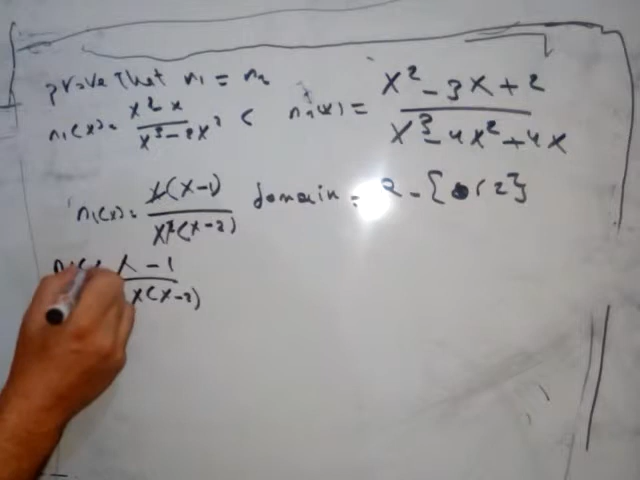 prove that n₁ = n₂
n₁(x) = x² x / x³ - 2x² ( n₂(x) = x² - 3x + 2 / x³ - 4x² + 4x
n₁(x) = x(x-1) / x²(x-2) domain = R - {0, 2}
x - 1 / x(x-2)